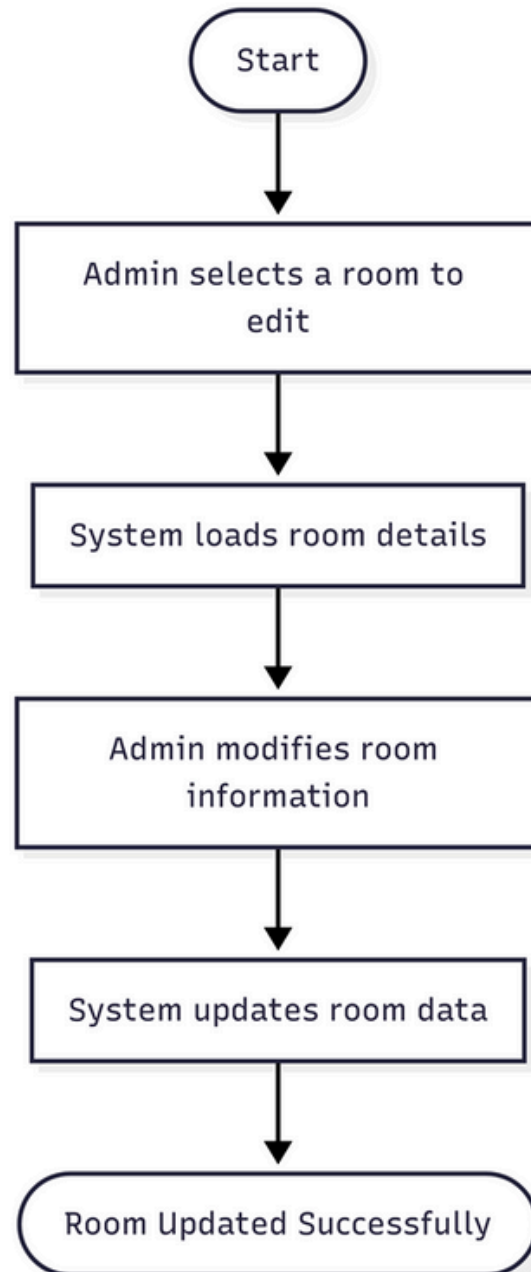 Start
Admin selects a room to
edit
System loads room details
Admin modifies room
information
System updates room data
Room Updated Successfully